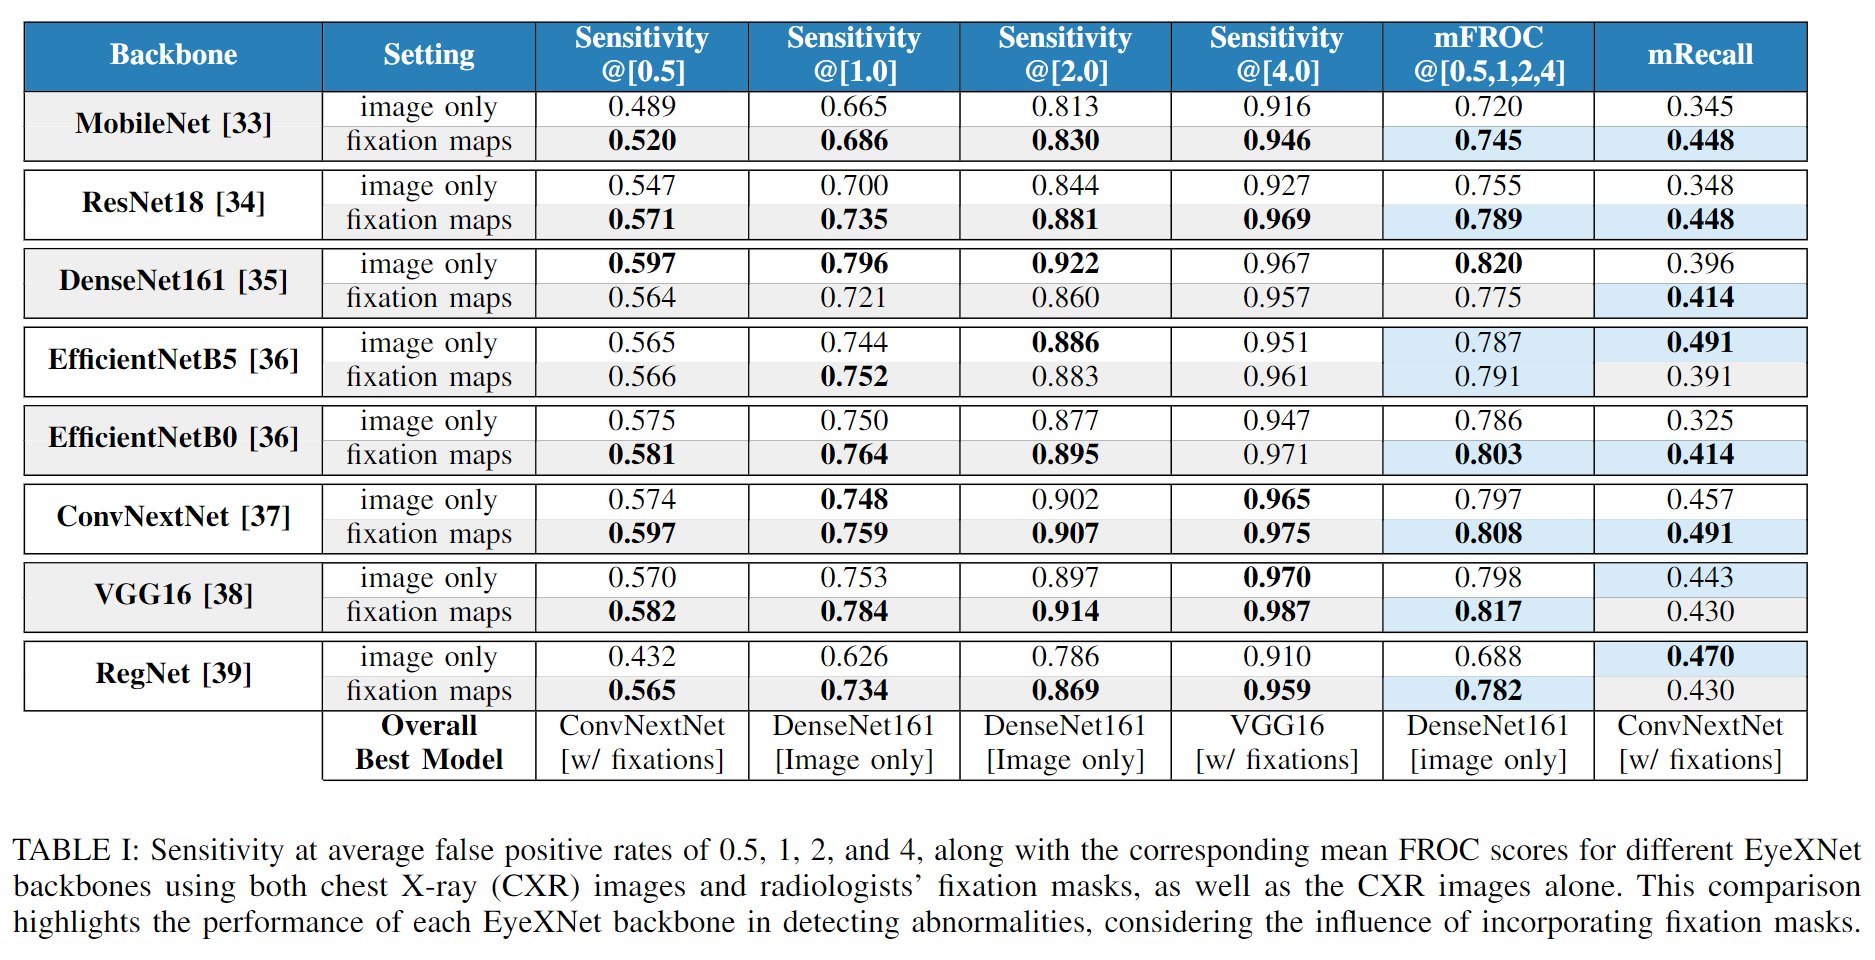 Backbone Setting Sensitivity @[0.5] Sensitivity @[1.0] Sensitivity @[2.0] Sensitivity @[4.0] mFROC @[0.5,1,2,4] mRecall
MobileNet [33] image only 0.489 0.665 0.813 0.916 0.720 0.345
fixation maps 0.520 0.686 0.830 0.946 0.745 0.448
ResNet18 [34] image only 0.547 0.700 0.844 0.927 0.755 0.348
fixation maps 0.571 0.735 0.881 0.969 0.789 0.448
DenseNet161 [35] image only 0.597 0.796 0.922 0.967 0.820 0.396
fixation maps 0.564 0.721 0.860 0.957 0.775 0.414
EfficientNetB5 [36] image only 0.565 0.744 0.886 0.951 0.787 0.491
fixation maps 0.566 0.752 0.883 0.961 0.791 0.391
EfficientNetB0 [36] image only 0.575 0.750 0.877 0.947 0.786 0.325
fixation maps 0.581 0.764 0.895 0.971 0.803 0.414
ConvNextNet [37] image only 0.574 0.748 0.902 0.965 0.797 0.457
fixation maps 0.597 0.759 0.907 0.975 0.808 0.491
VGG16 [38] image only 0.570 0.753 0.897 0.970 0.798 0.443
fixation maps 0.582 0.784 0.914 0.987 0.817 0.430
RegNet [39] image only 0.432 0.626 0.786 0.910 0.688 0.470
fixation maps 0.565 0.734 0.869 0.959 0.782 0.430
Overall ConvNextNet DenseNet161 DenseNet161 VGG16 DenseNet161 ConvNextNet
Best Model [w/ fixations] [Image only] [Image only] [w/ fixations] [image only] [w/ fixations]
TABLE I: Sensitivity at average false positive rates of 0.5, 1, 2, and 4, along with the corresponding mean FROC scores for different EyeXNet
backbones using both chest X-ray (CXR) images and radiologists' fixation masks, as well as the CXR images alone. This comparison
highlights the performance of each EyeXNet backbone in detecting abnormalities, considering the influence of incorporating fixation masks.